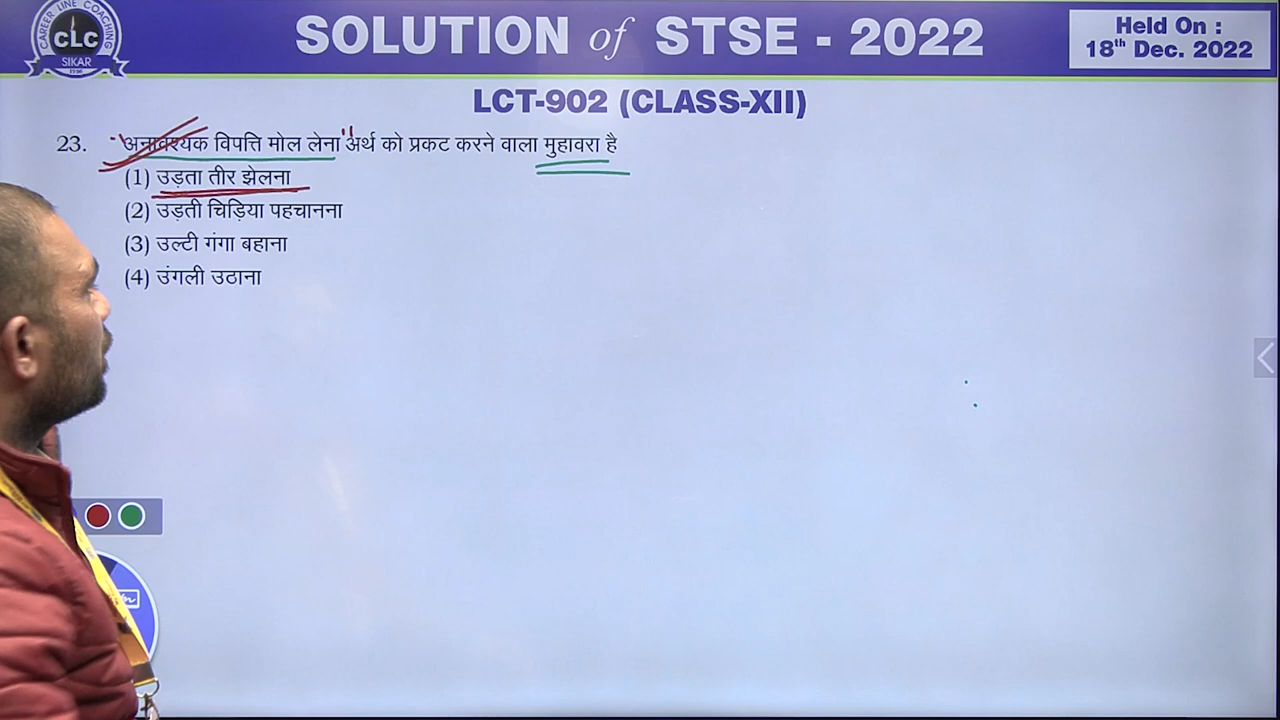 CAREER LINE COACHING
CLC
SIKAR
1996
SOLUTION of STSE - 2022
Held On :
18th Dec. 2022
LCT-902 (CLASS-XII)
23. अनावश्यक विपत्ति मोल लेना" अर्थ को प्रकट करने वाला मुहावरा है
(1) उड़ता तीर झेलना
(2) उड़ती चिड़िया पहचानना
(3) उल्टी गंगा बहाना
(4) उंगली उठाना